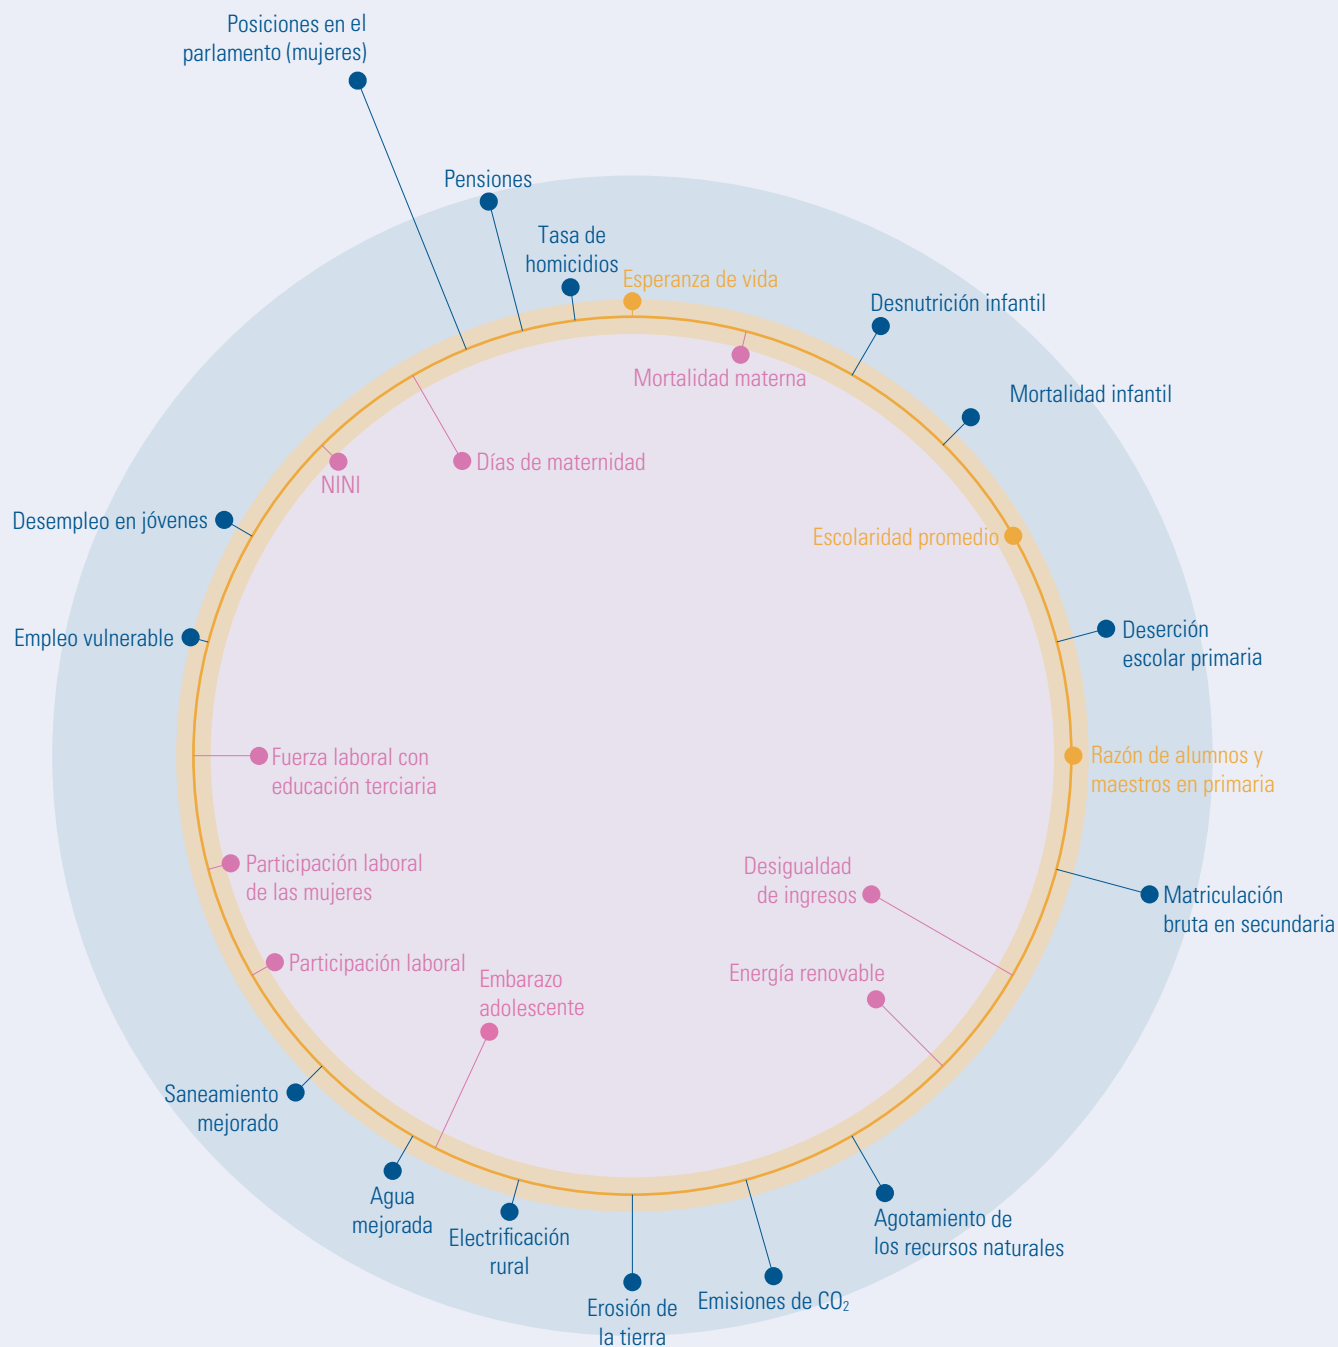 Posiciones en el
parlamento (mujeres)
Pensiones
Tasa de
homicidios
Esperanza de vida
Desnutrición infantil
Mortalidad materna
Mortalidad infantil
Días de maternidad
NINI
Desempleo en jóvenes
Escolaridad promedio
Empleo vulnerable
Deserción
escolar primaria
Fuerza laboral con
educación terciaria
Razón de alumnos y
maestros en primaria
Participación laboral
de las mujeres
Desigualdad
de ingresos
Matriculación
bruta en secundaria
Participación laboral
Embarazo
adolescente
Energía renovable
Saneamiento
mejorado
Agua
mejorada
Electrificación
rural
Agotamiento de
los recursos naturales
Erosión de
la tierra
Emisiones de CO₂